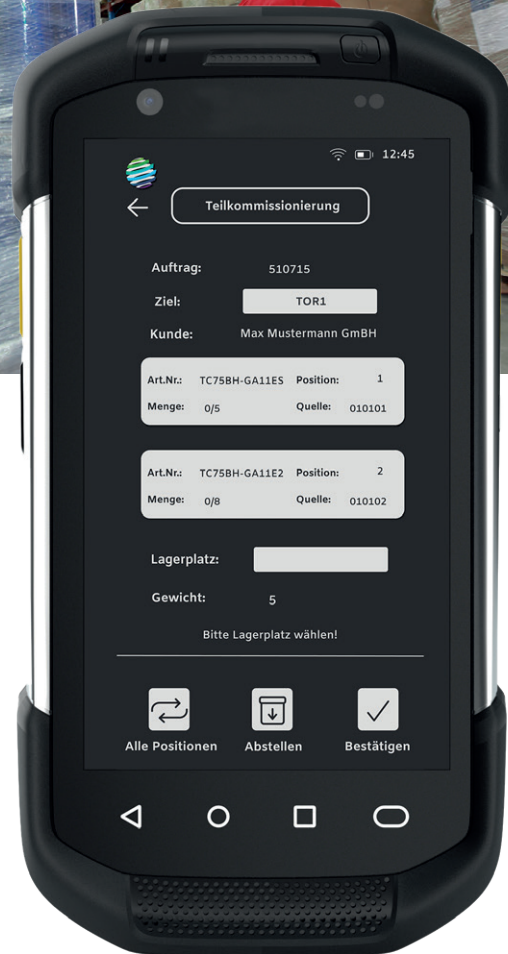 12:45
Teilkommissionierung
Auftrag: 510715
Ziel: TOR1
Kunde: Max Mustermann GmBH
Art.Nr.: TC75BH-GA11ES Position: 1
Menge: 0/5 Quelle: 010101
Art.Nr.: TC75BH-GA11E2 Position: 2
Menge: 0/8 Quelle: 010102
Lagerplatz:
Gewicht: 5
Bitte Lagerplatz wählen!
Alle Positionen Abstellen Bestätigen